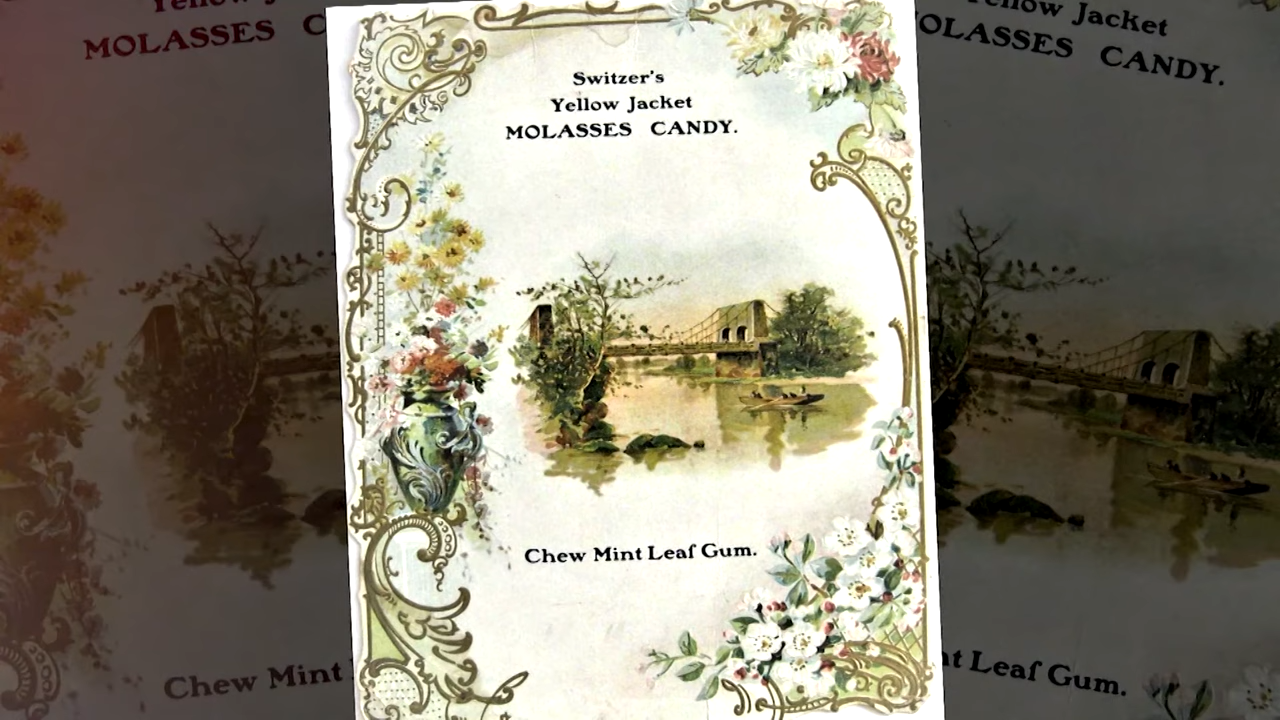 Switzer's
Yellow Jacket
MOLASSES CANDY.
Chew Mint Leaf Gum.